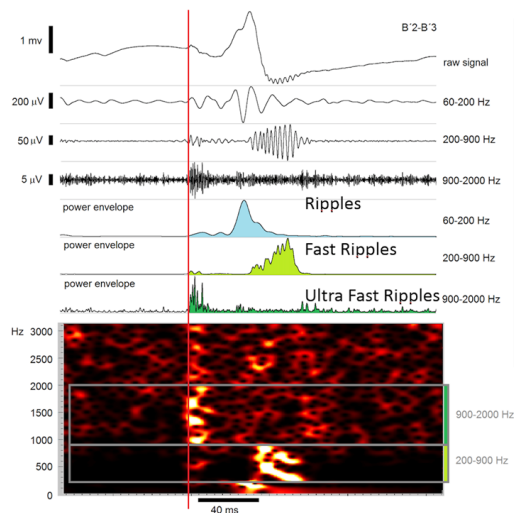 B´2-B´3
1 mv
raw signal
200 µV
60-200 Hz
50 µV
200-900 Hz
5 µV
900-2000 Hz
power envelope
Ripples
60-200 Hz
power envelope
Fast Ripples
200-900 Hz
power envelope
Ultra Fast Ripples
900-2000 Hz
Hz
3000
2500
2000
1500
1000
500
0
900-2000 Hz
200-900 Hz
40 ms